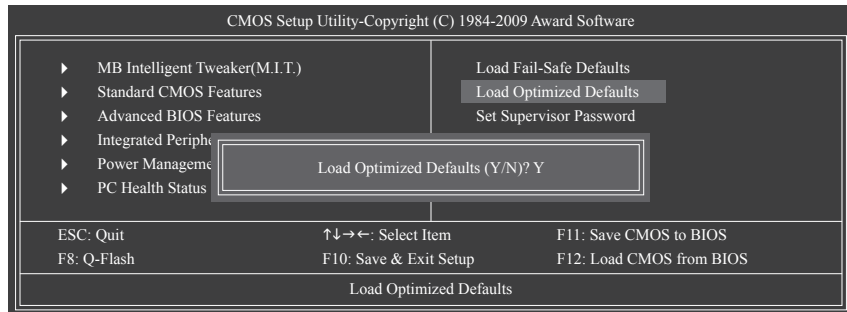 CMOS Setup Utility-Copyright (C) 1984-2009 Award Software
MB Intelligent Tweaker(M.I.T.)
Standard CMOS Features
Advanced BIOS Features
Integrated Periphe
Power Manageme
PC Health Status
Load Fail-Safe Defaults
Load Optimized Defaults
Set Supervisor Password
Load Optimized Defaults (Y/N)? Y
ESC: Quit
↑↓→←: Select Item
F11: Save CMOS to BIOS
F8: Q-Flash
F10: Save & Exit Setup
F12: Load CMOS from BIOS
Load Optimized Defaults